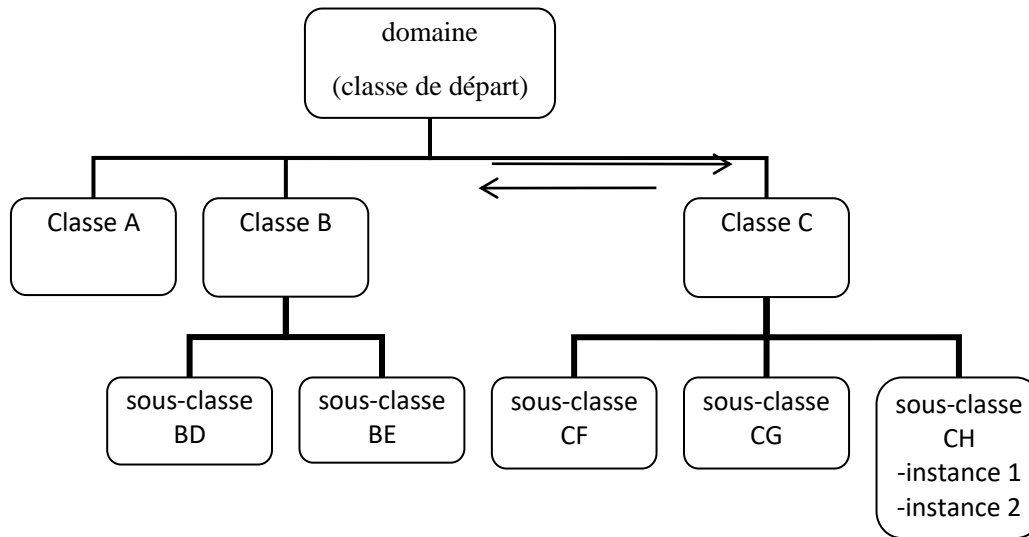 domaine
(classe de départ)
Classe A
Classe B
Classe C
sous-classe
BD
sous-classe
BE
sous-classe
CF
sous-classe
CG
sous-classe
CH
-instance 1
-instance 2